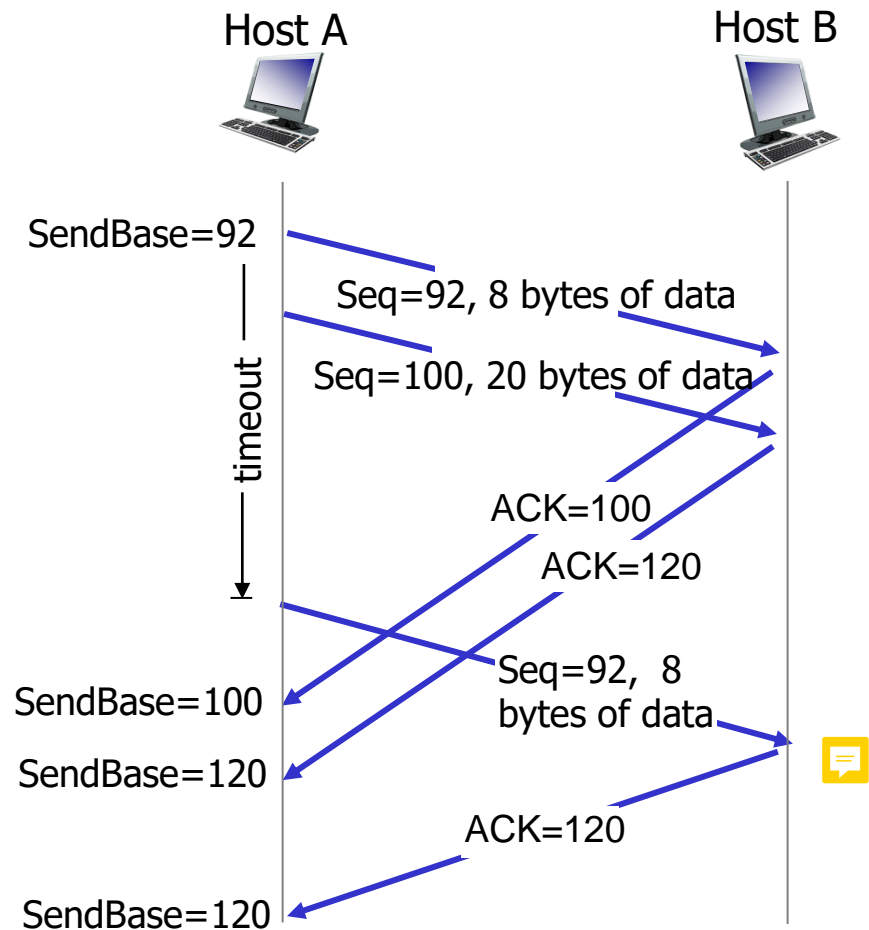 Host A
Host B
SendBase=92
Seq=92, 8 bytes of data
Seq=100, 20 bytes of data
timeout
ACK=100
ACK=120
Seq=92, 8
bytes of data
SendBase=100
SendBase=120
ACK=120
SendBase=120